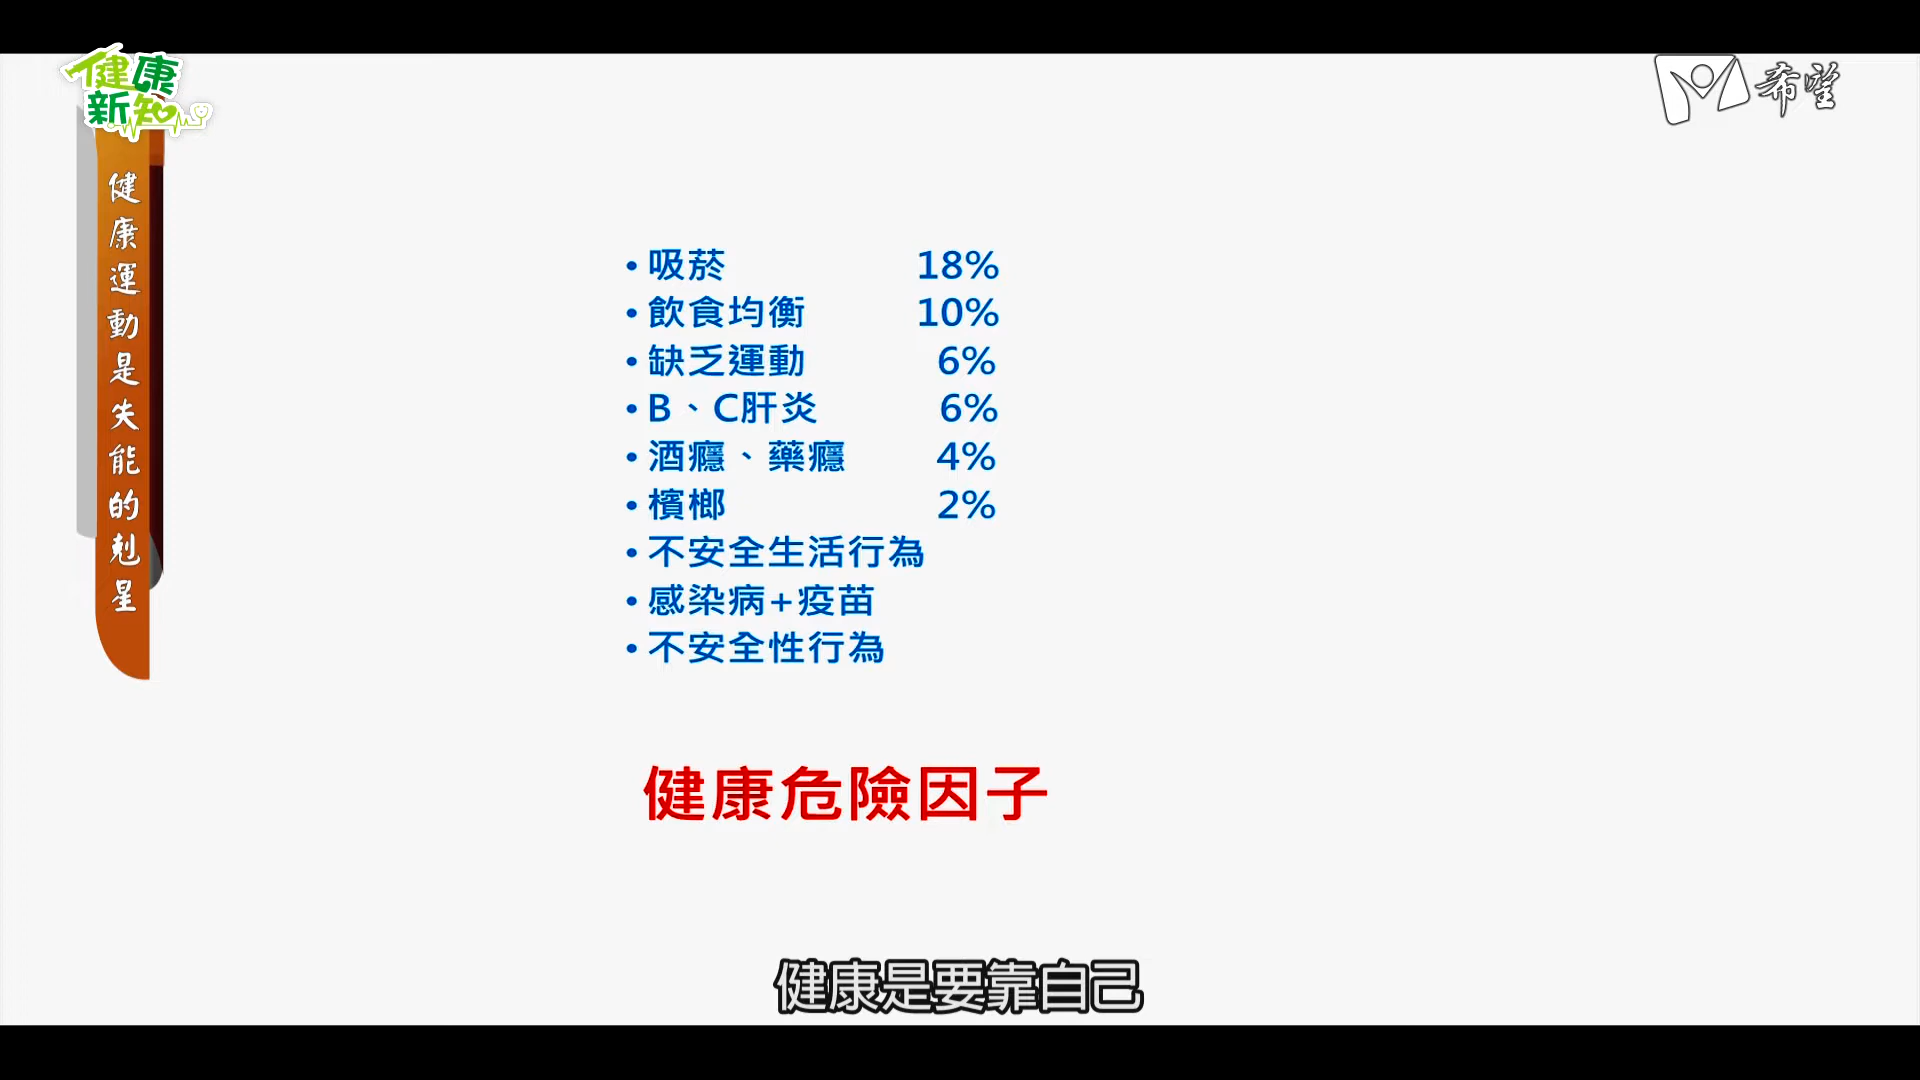 健康
新知
希望
健康運動是失能的剋星
• 吸菸 18%
• 飲食均衡 10%
• 缺乏運動 6%
• B、C肝炎 6%
• 酒癮、藥癮 4%
• 檳榔 2%
• 不安全生活行為
• 感染病+疫苗
• 不安全性行為
健康危險因子
健康是要靠自己